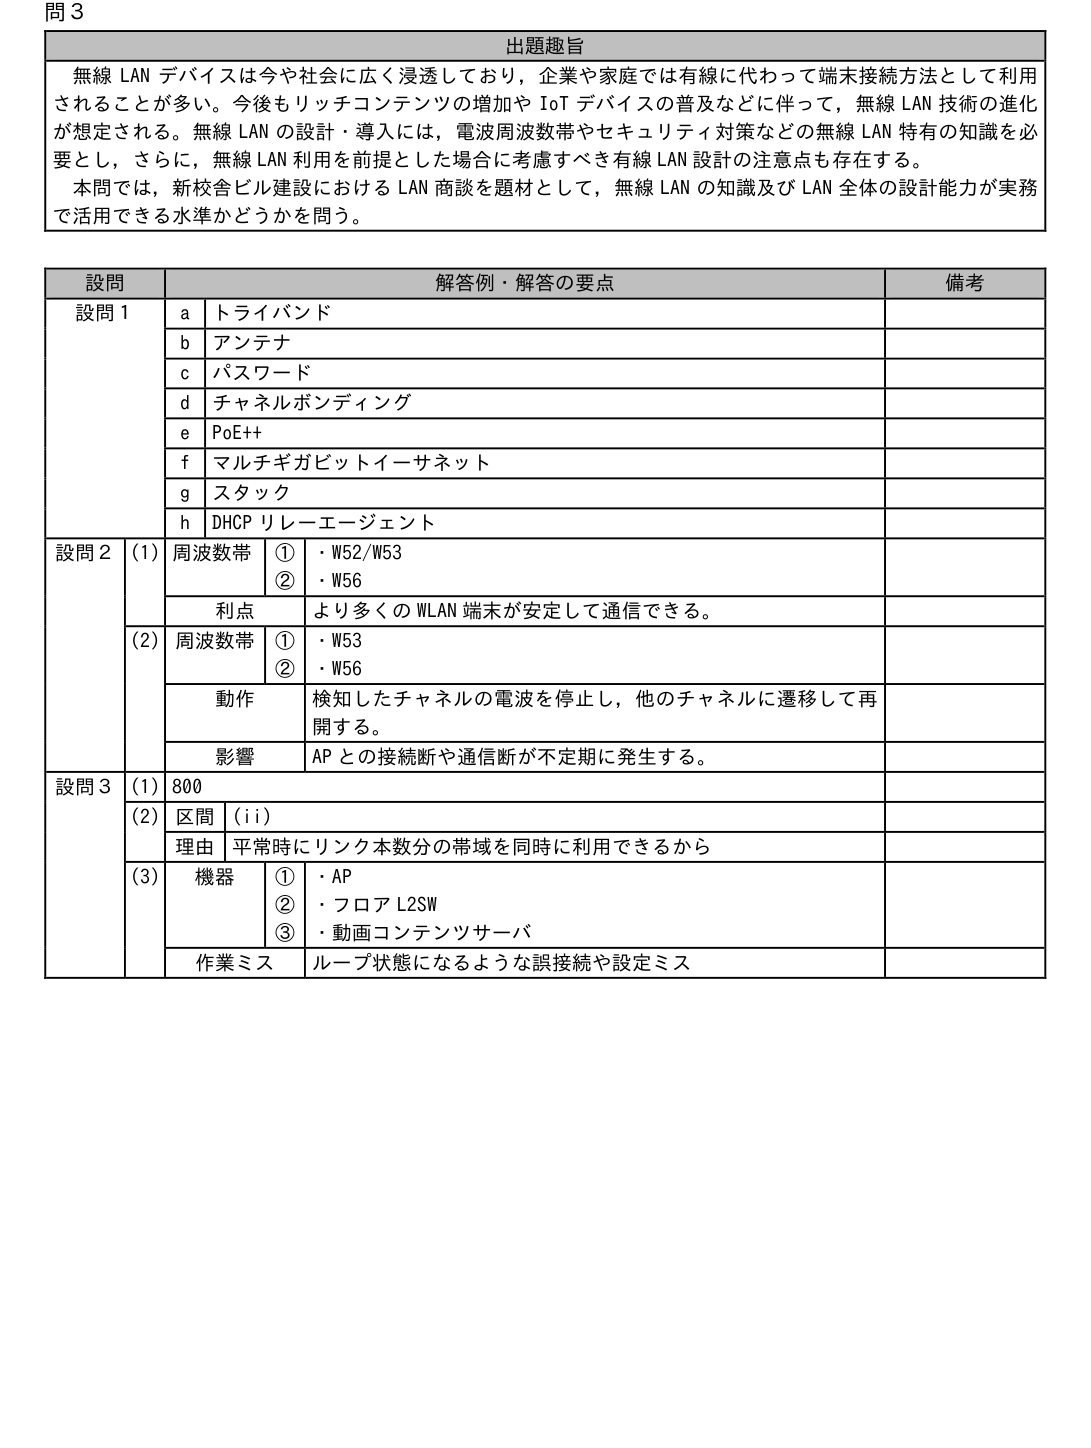 問3
出題趣旨
無線 LAN デバイスは今や社会に広く浸透しており，企業や家庭では有線に代わって端末接続方法として利用
されることが多い。今後もリッチコンテンツの増加や IoT デバイスの普及などに伴って，無線 LAN 技術の進化
が想定される。無線 LAN の設計・導入には，電波周波数帯やセキュリティ対策などの無線 LAN 特有の知識を必
要とし，さらに，無線 LAN 利用を前提とした場合に考慮すべき有線 LAN 設計の注意点も存在する。
本問では，新校舎ビル建設における LAN 商談を題材として，無線 LAN の知識及び LAN 全体の設計能力が実務
で活用できる水準かどうかを問う。
設問 解答例・解答の要点 備考
設問1 a トライバンド
b アンテナ
c パスワード
d チャネルボンディング
e PoE++
f マルチギガビットイーサネット
g スタック
h DHCP リレーエージェント
設問2 (1) 周波数帯 ① ・W52/W53
② ・W56
利点 より多くの WLAN 端末が安定して通信できる。
(2) 周波数帯 ① ・W53
② ・W56
動作 検知したチャネルの電波を停止し，他のチャネルに遷移して再
開する。
影響 AP との接続断や通信断が不定期に発生する。
設問3 (1) 800
(2) 区間 (ii)
理由 平常時にリンク本数分の帯域を同時に利用できるから
(3) 機器 ① ・AP
② ・フロア L2SW
③ ・動画コンテンツサーバ
作業ミス ループ状態になるような誤接続や設定ミス